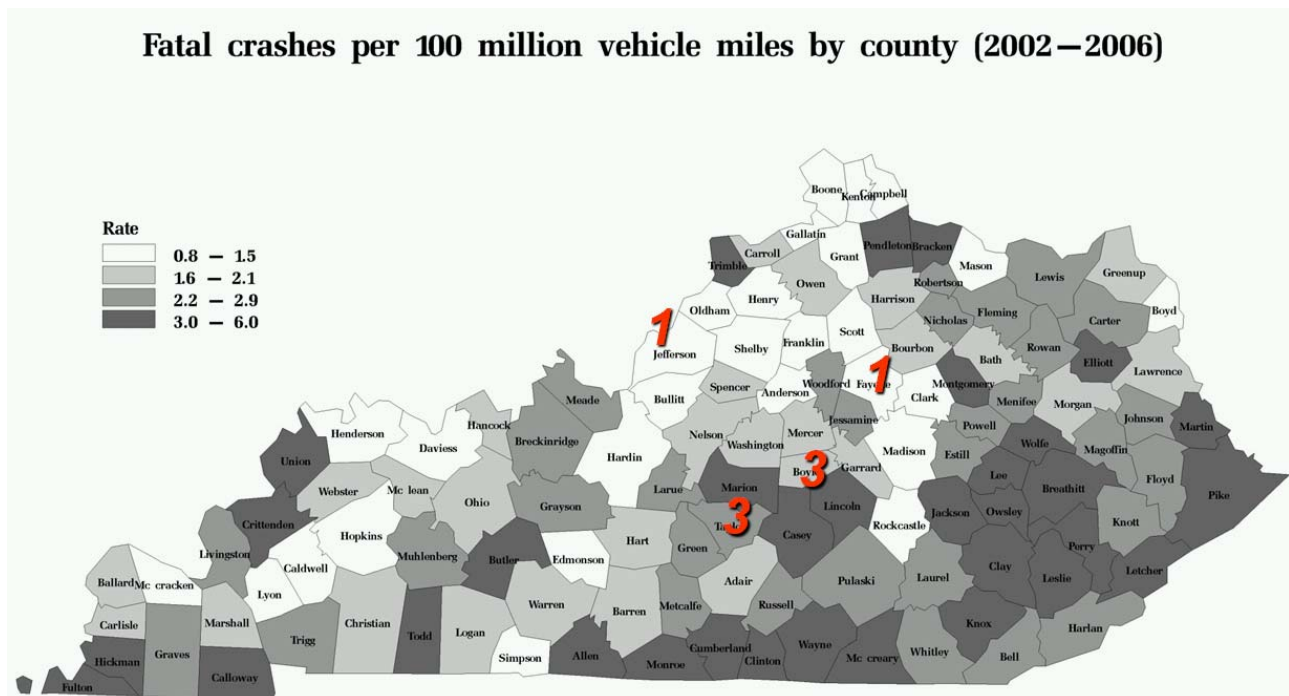 Fatal crashes per 100 million vehicle miles by county (2002—2006)
Rate
0.8 — 1.5
1.6 — 2.1
2.2 — 2.9
3.0 — 6.0
Boone
Kenton
Campbell
Gallatin
Grant
Pendleton
Bracken
Mason
Trimble
Carroll
Owen
Robertson
Lewis
Greenup
Oldham
Henry
Harrison
Nicholas
Fleming
Carter
Boyd
1
Jefferson
Shelby
Franklin
Scott
Bourbon
Bath
Rowan
Elliott
Lawrence
Bullitt
Spencer
Anderson
Woodford
1
Clark
Montgomery
Menifee
Morgan
Johnson
Martin
Meade
Breckinridge
Hardin
Nelson
Washington
Mercer
Jessamine
Madison
Estill
Powell
Wolfe
Magoffin
Floyd
Pike
Henderson
Daviess
Hancock
Union
Webster
Mc lean
Ohio
Grayson
Larue
Marion
3
Garrard
Lincoln
Lee
Breathitt
Knott
Crittenden
Hopkins
Muhlenberg
Butler
Edmonson
Hart
Green
3
Casey
Rockcastle
Jackson
Owsley
Perry
Livingston
Caldwell
Lyon
Warren
Barren
Adair
Metcalfe
Russell
Pulaski
Laurel
Clay
Leslie
Letcher
Ballard
Mc cracken
Carlisle
Marshall
Trigg
Christian
Todd
Logan
Simpson
Allen
Monroe
Cumberland
Clinton
Wayne
Mc creary
Whitley
Knox
Bell
Harlan
Hickman
Graves
Calloway
Fulton